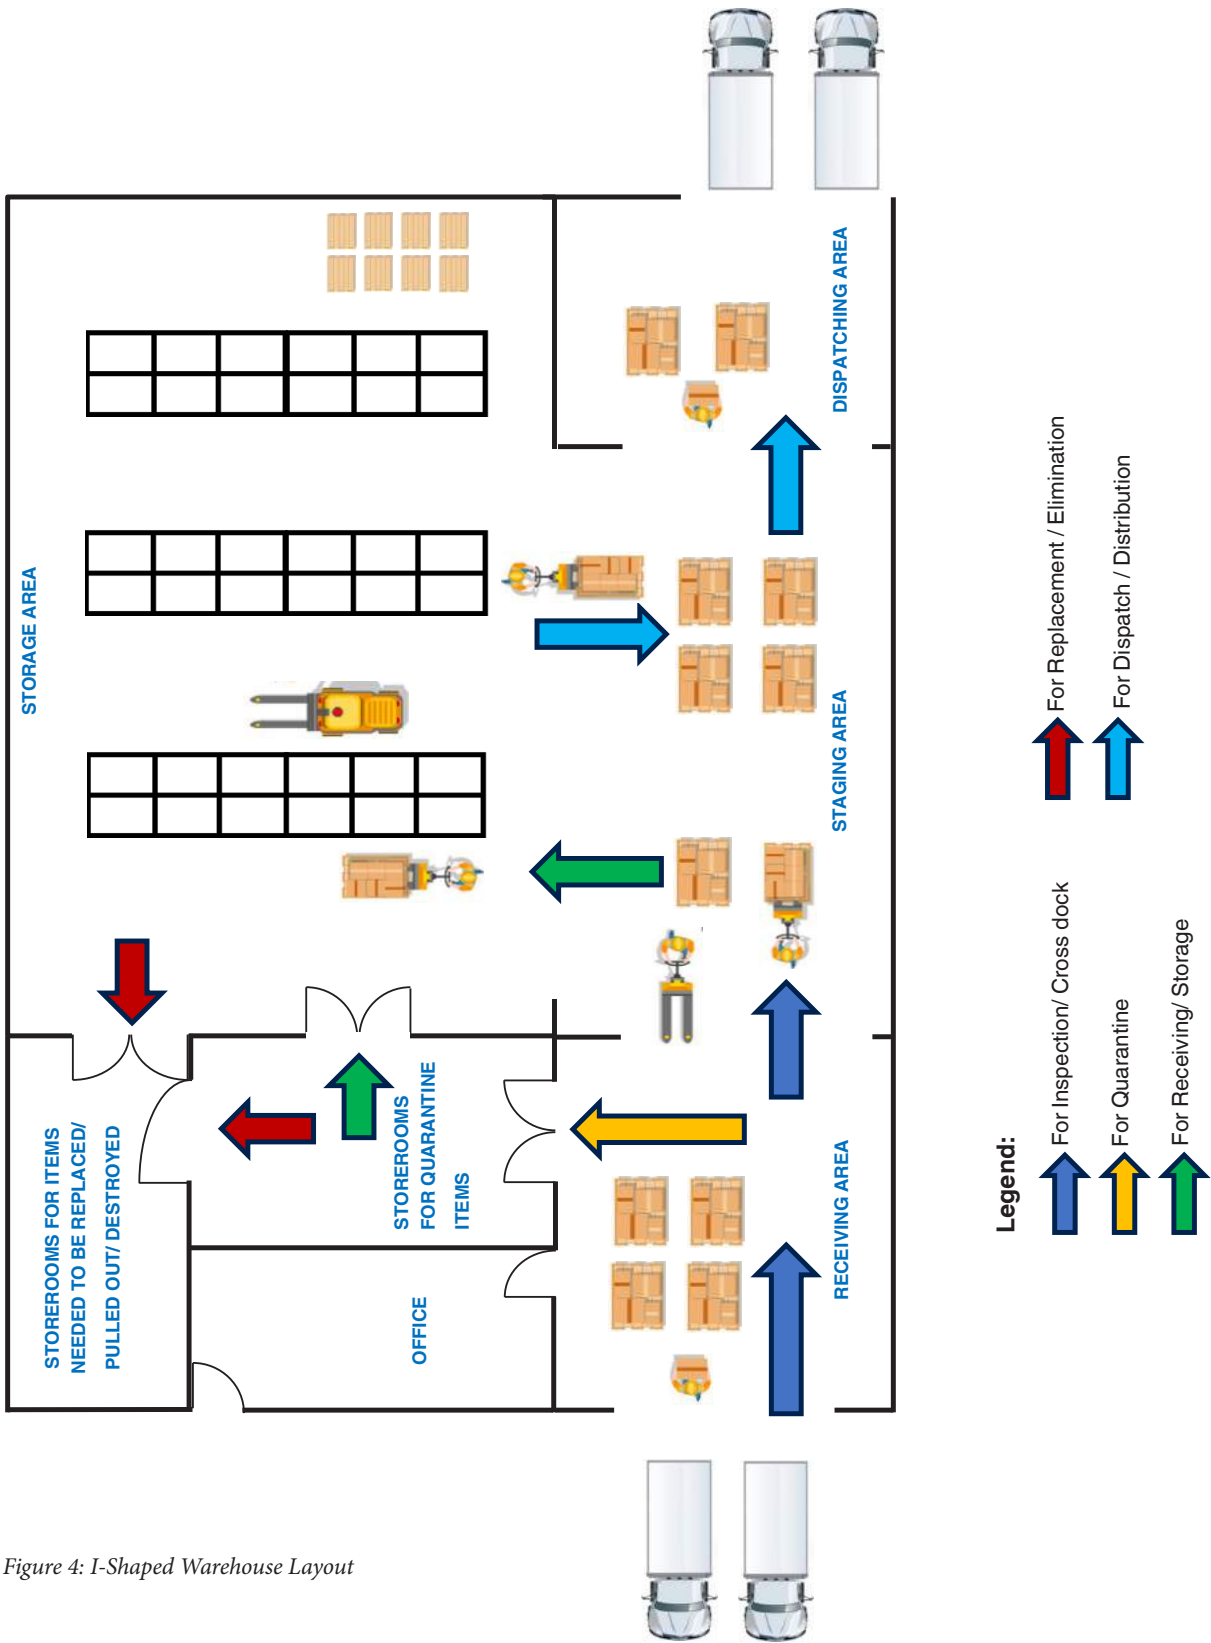 STORAGE AREA
DISPATCHING AREA
STAGING AREA
STOREROOMS FOR ITEMS
NEEDED TO BE REPLACED/
PULLED OUT/ DESTROYED
STOREROOMS
FOR QUARANTINE
ITEMS
OFFICE
RECEIVING AREA
Legend:
For Inspection/ Cross dock
For Quarantine
For Receiving/ Storage
For Replacement / Elimination
For Dispatch / Distribution
Figure 4: I-Shaped Warehouse Layout